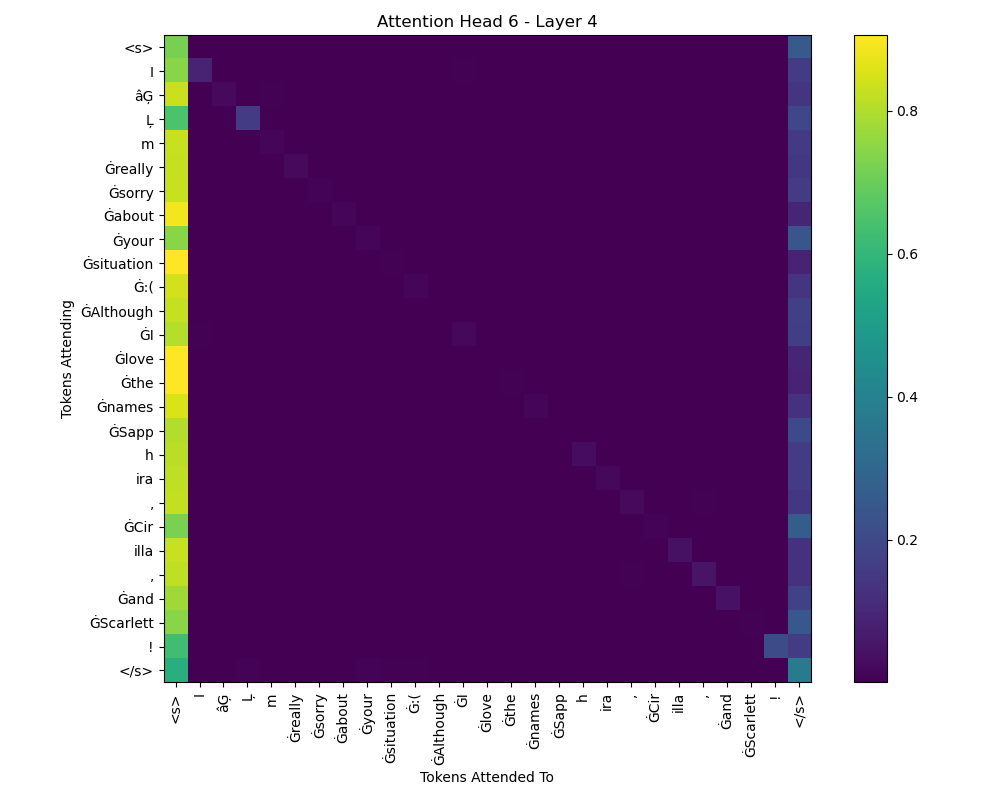 Attention Head 6 - Layer 4
<s>
I
âĢ
Ļ
m
Ġreally
Ġsorry
Ġabout
Ġyour
Ġsituation
Ġ:(
ĠAlthough
ĠI
Ġlove
Ġthe
Ġnames
ĠSapp
h
ira
,
ĠCir
illa
,
Ġand
ĠScarlett
!
</s>
Tokens Attending
<s>
I
âĢ
Ļ
m
Ġreally
Ġsorry
Ġabout
Ġyour
Ġsituation
Ġ:(
ĠAlthough
ĠI
Ġlove
Ġthe
Ġnames
ĠSapp
h
ira
,
ĠCir
illa
,
Ġand
ĠScarlett
!
</s>
Tokens Attended To
0.8
0.6
0.4
0.2